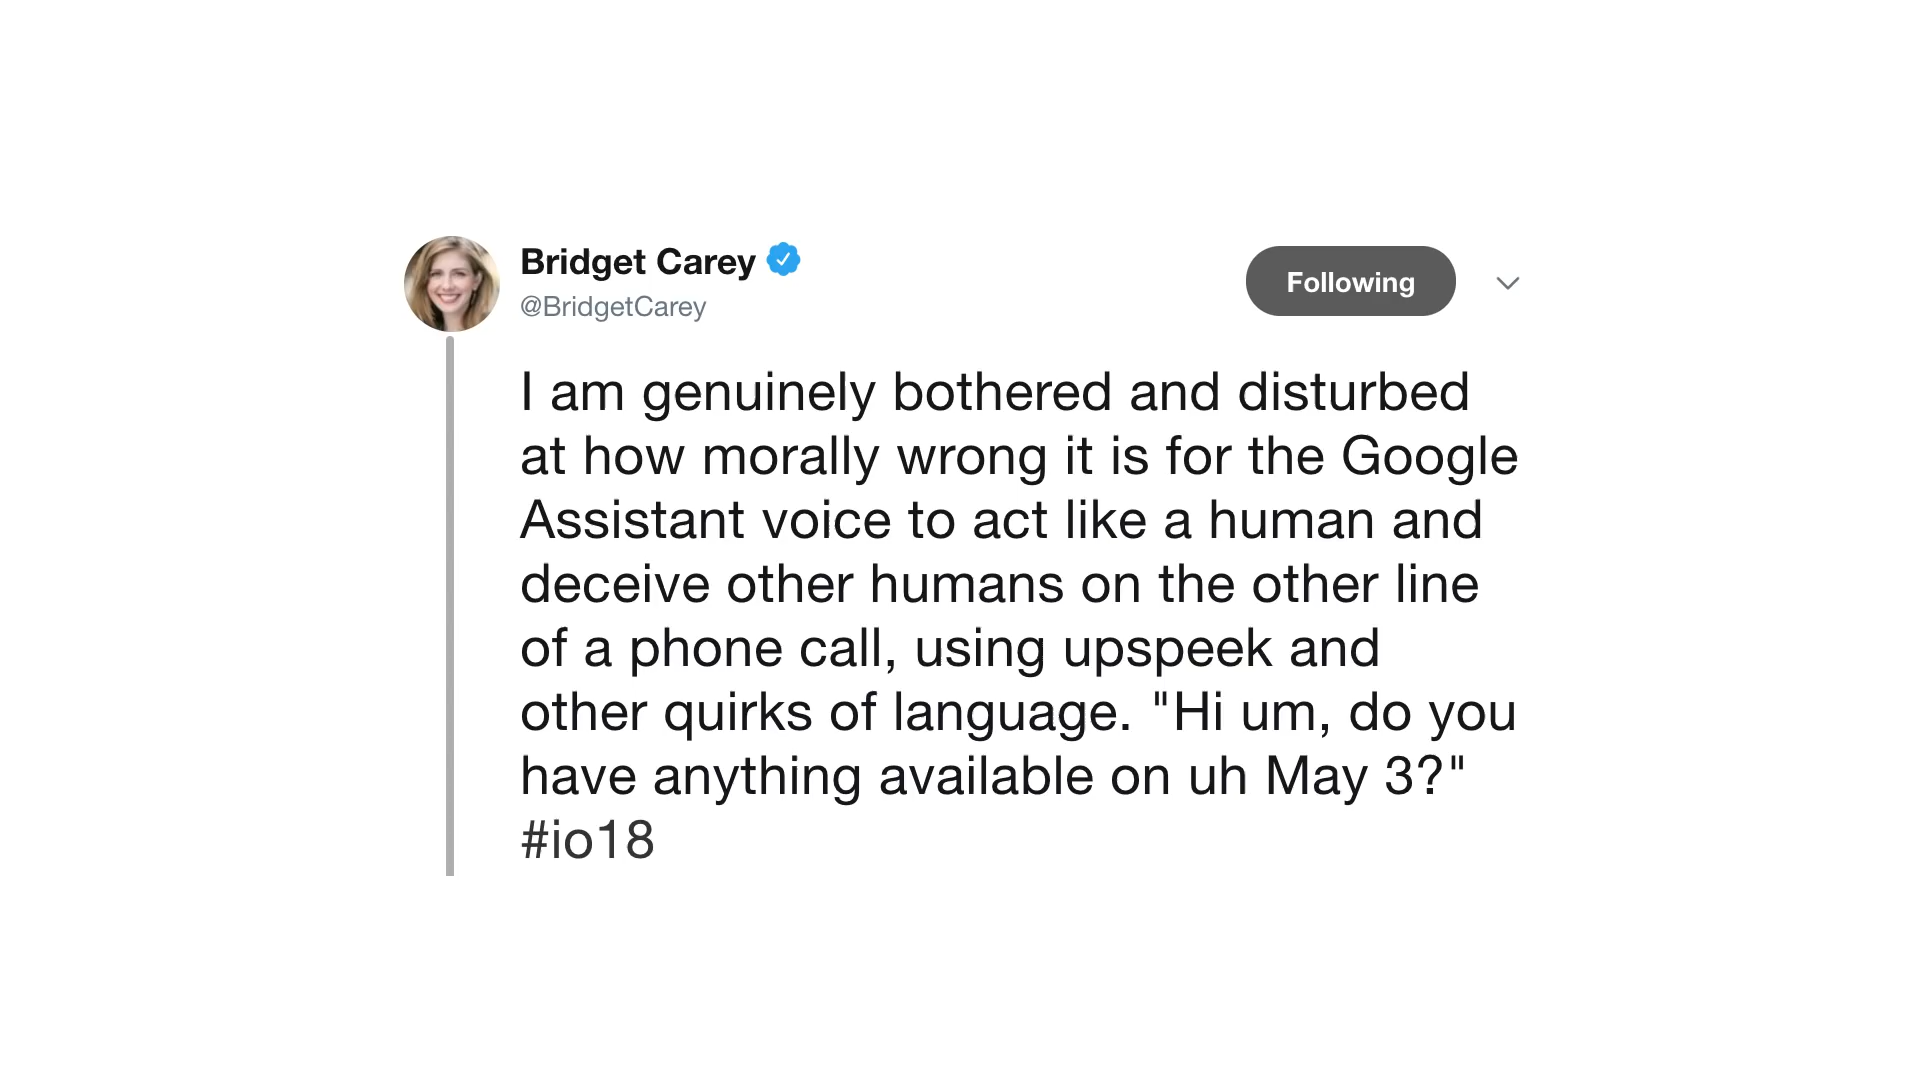 Bridget Carey
@BridgetCarey
Following
I am genuinely bothered and disturbed
at how morally wrong it is for the Google
Assistant voice to act like a human and
deceive other humans on the other line
of a phone call, using upspeek and
other quirks of language. "Hi um, do you
have anything available on uh May 3?"
#io18